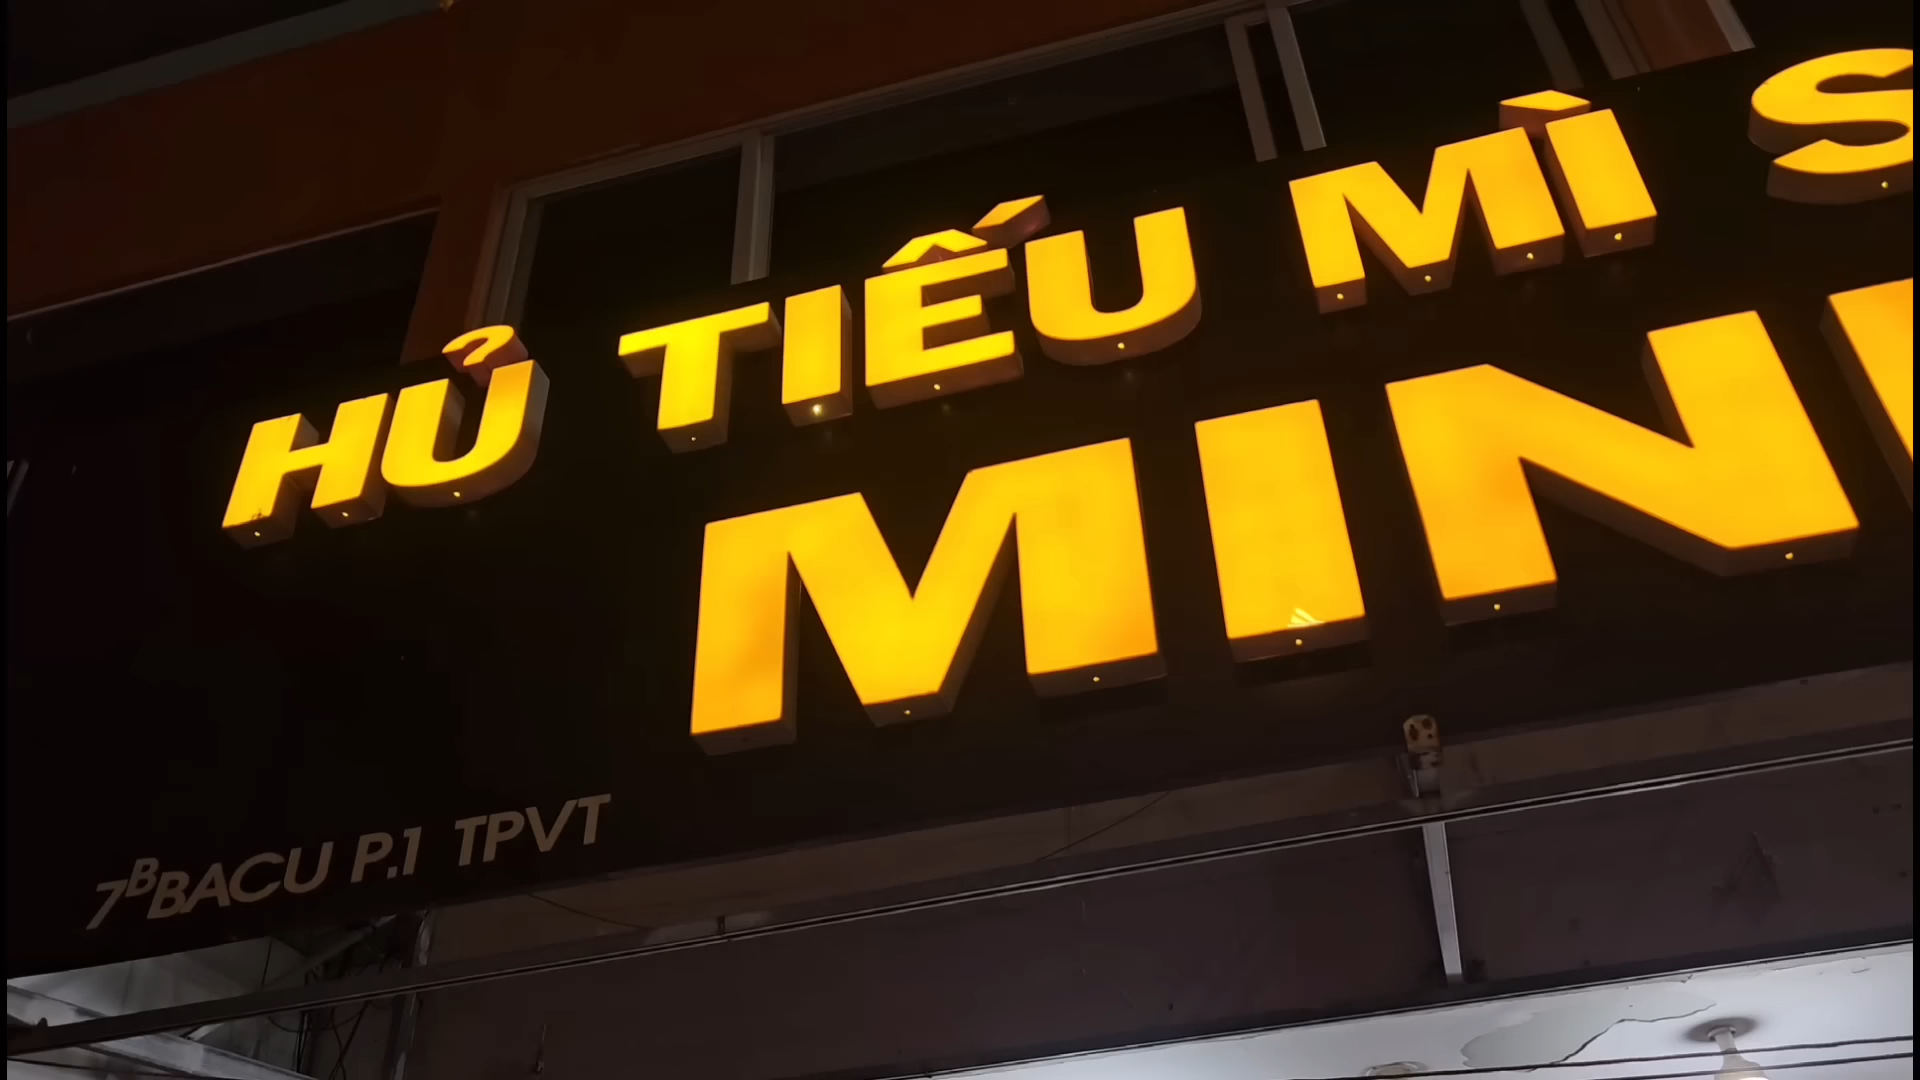 HỦ TIẾU MÌ S
MIN
7B BACU P.1 TPVT